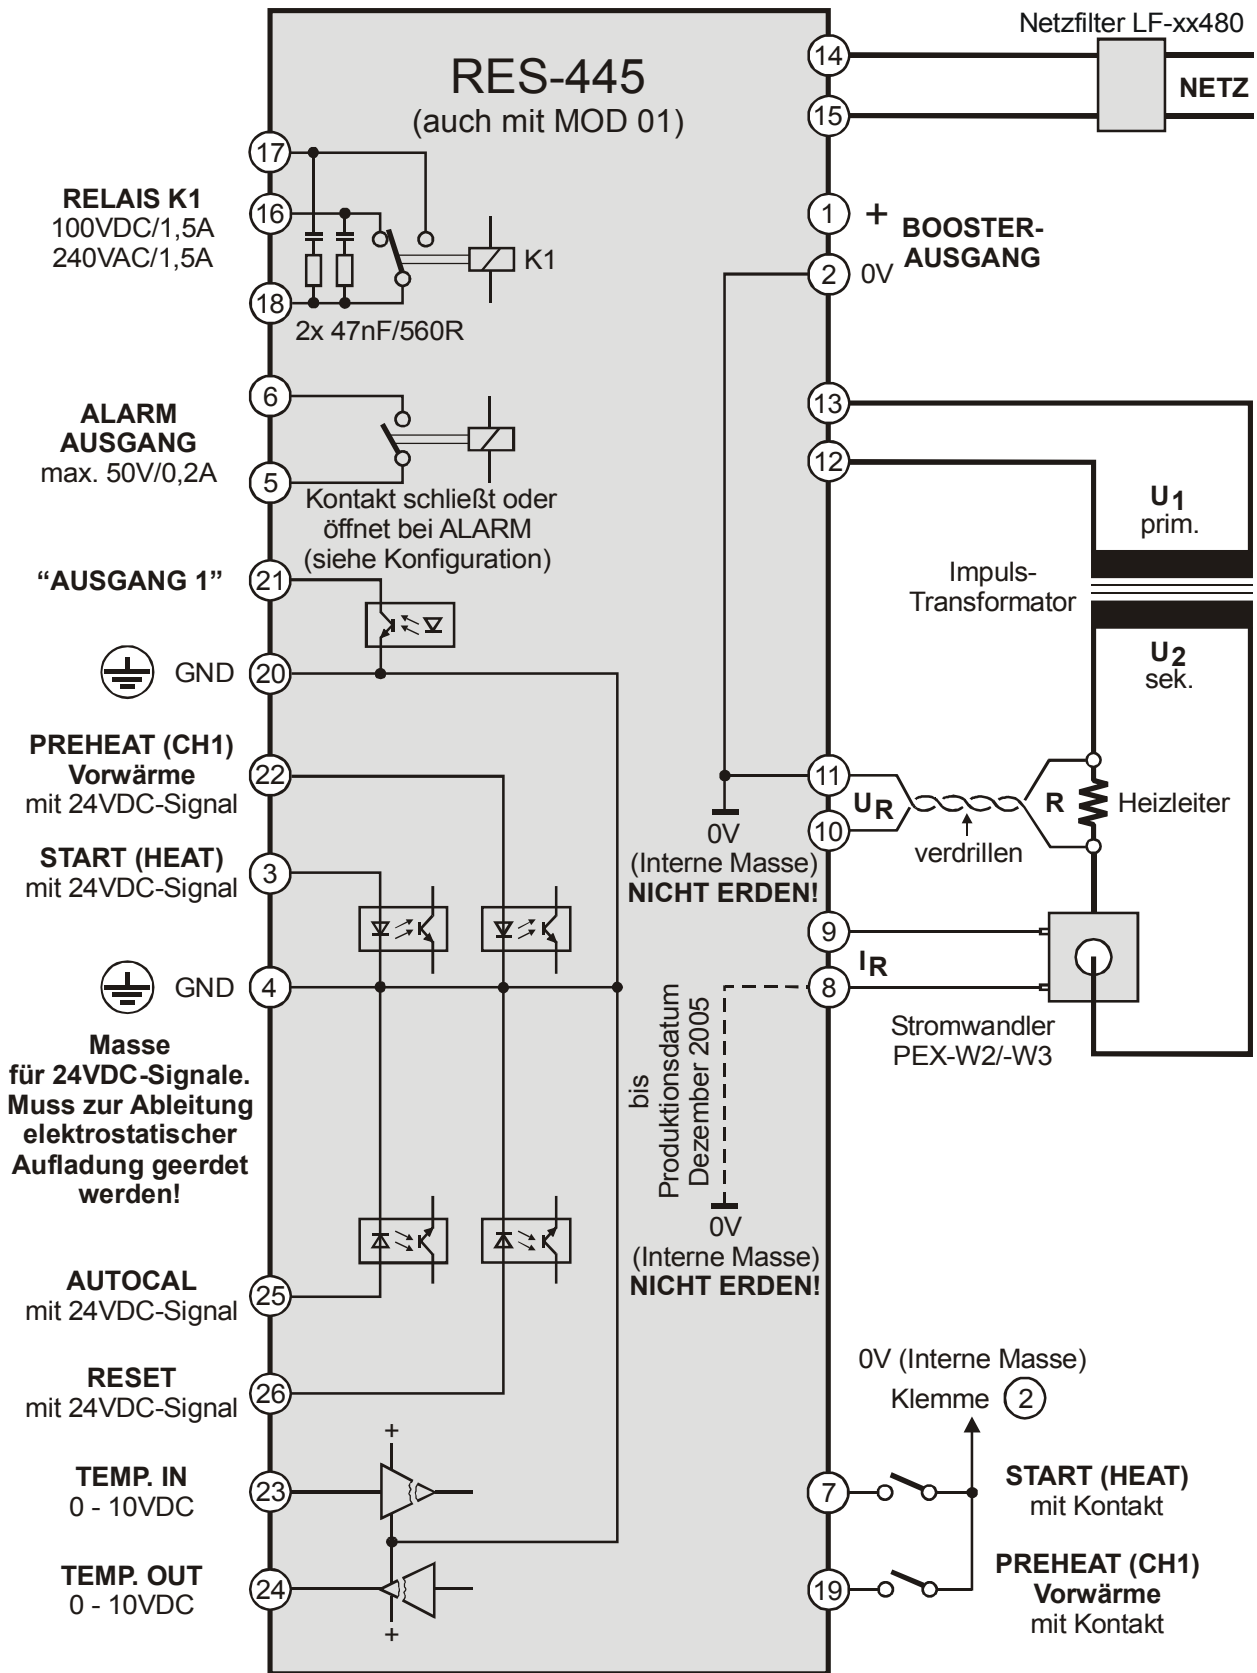 Netzfilter LF-xx480
NETZ
RES-445
(auch mit MOD 01)
14
15
17
16
18
RELAIS K1
100VDC/1,5A
240VAC/1,5A
K1
2x 47nF/560R
1
+
BOOSTER-
AUSGANG
2
0V
6
5
ALARM
AUSGANG
max. 50V/0,2A
Kontakt schließt oder
öffnet bei ALARM
(siehe Konfiguration)
13
12
U1
prim.
Impuls-
Transformator
U2
sek.
“AUSGANG 1”
21
GND
20
PREHEAT (CH1)
Vorwärme
mit 24VDC-Signal
22
START (HEAT)
mit 24VDC-Signal
3
11
10
UR
R
Heizleiter
verdrillen
0V
(Interne Masse)
NICHT ERDEN!
9
IR
8
Stromwandler
PEX-W2/-W3
GND
4
Masse
für 24VDC-Signale.
Muss zur Ableitung
elektrostatischer
Aufladung geerdet
werden!
bis
Produktionsdatum
Dezember 2005
0V
(Interne Masse)
NICHT ERDEN!
AUTOCAL
mit 24VDC-Signal
25
RESET
mit 24VDC-Signal
26
TEMP. IN
0 - 10VDC
23
+
TEMP. OUT
0 - 10VDC
24
+
0V (Interne Masse)
Klemme 2
7
START (HEAT)
mit Kontakt
19
PREHEAT (CH1)
Vorwärme
mit Kontakt